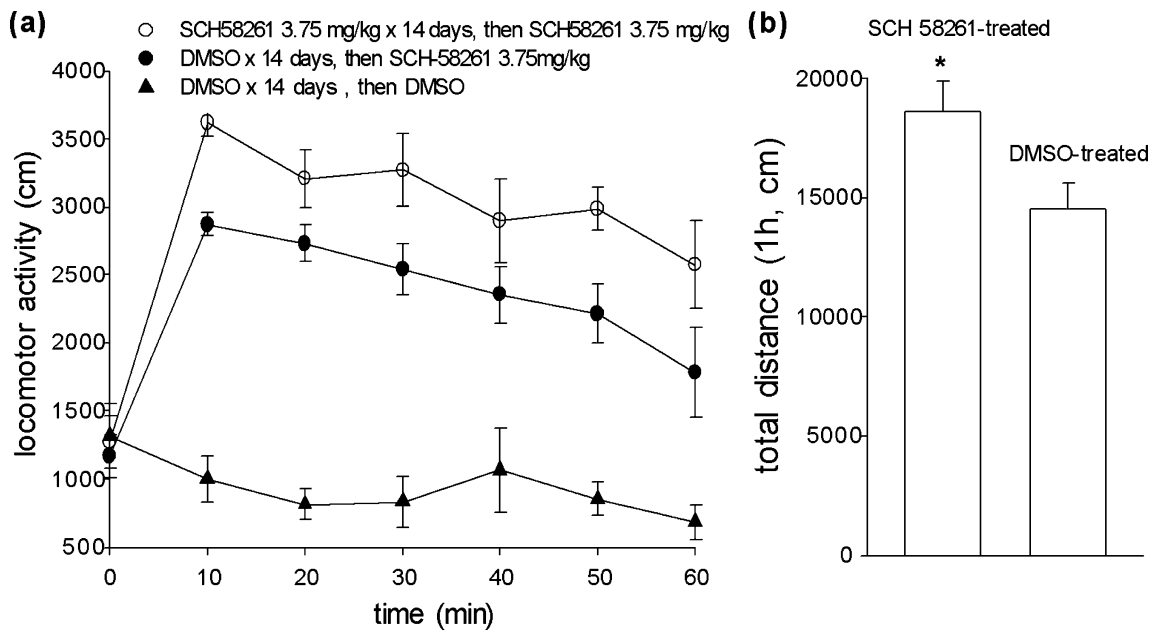 (a)
SCH58261 3.75 mg/kg x 14 days, then SCH58261 3.75 mg/kg
DMSO x 14 days, then SCH-58261 3.75mg/kg
DMSO x 14 days , then DMSO
locomotor activity (cm)
4000
3500
3000
2500
2000
1500
1000
500
0 10 20 30 40 50 60
time (min)
(b)
SCH 58261-treated
*
DMSO-treated
total distance (1h, cm)
20000
15000
10000
5000
0